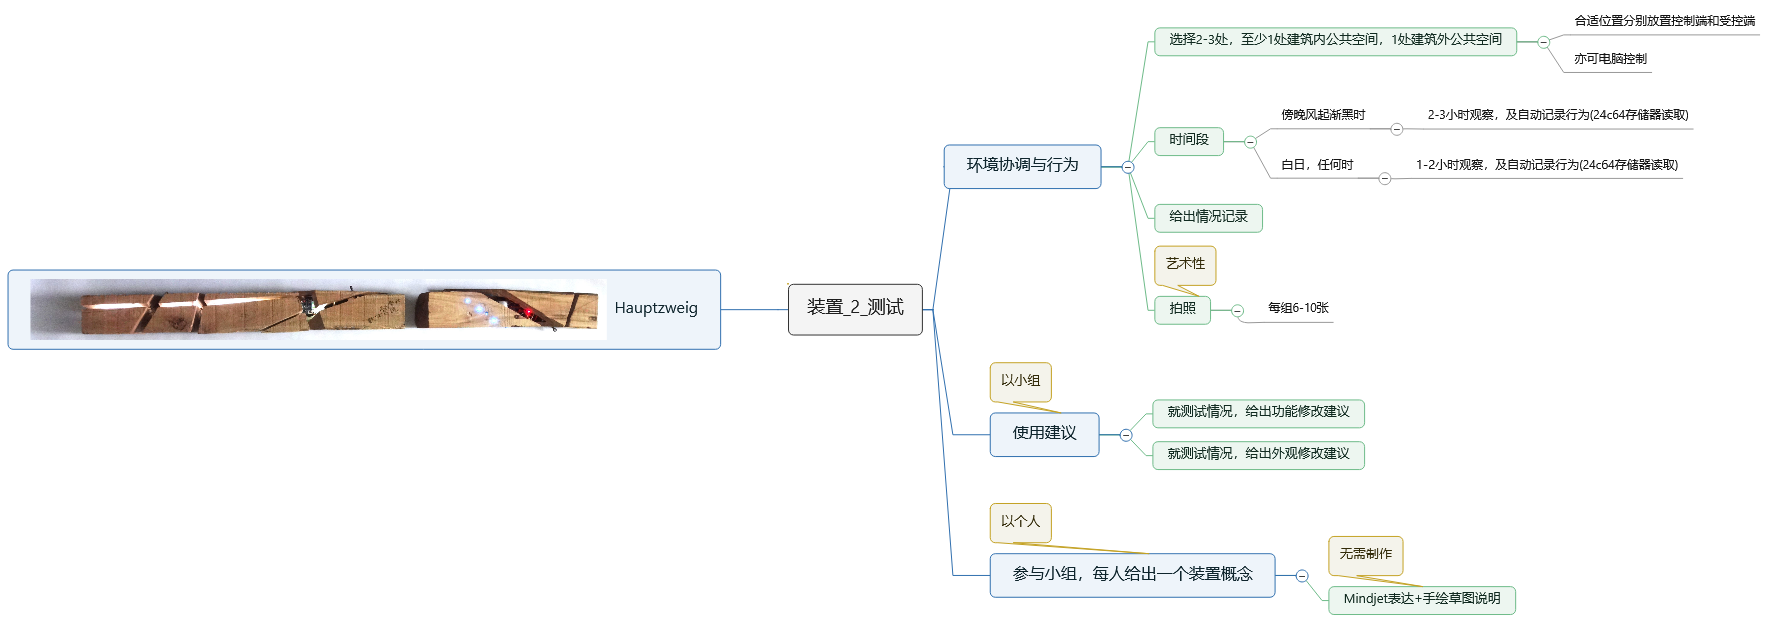 Hauptzweig
装置_2_测试
环境协调与行为
选择2-3处，至少1处建筑内公共空间，1处建筑外公共空间
合适位置分别放置控制端和受控端
亦可电脑控制
时间段
傍晚风起渐黑时
2-3小时观察，及自动记录行为(24c64存储器读取)
白日，任何时
1-2小时观察，及自动记录行为(24c64存储器读取)
给出情况记录
艺术性
拍照
每组6-10张
以小组
使用建议
就测试情况，给出功能修改建议
就测试情况，给出外观修改建议
以个人
参与小组，每人给出一个装置概念
无需制作
Mindjet表达+手绘草图说明